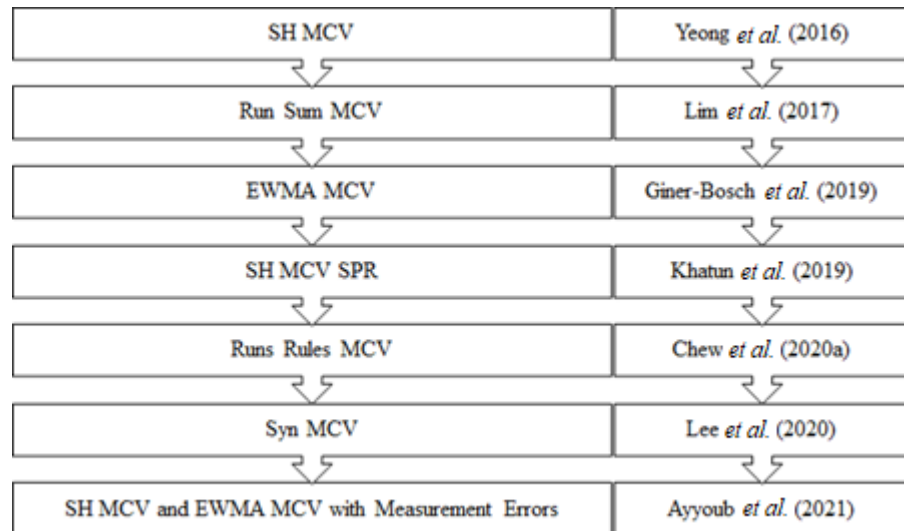 SH MCV
Yeong et al. (2016)
Run Sum MCV
Lim et al. (2017)
EWMA MCV
Giner-Bosch et al. (2019)
SH MCV SPR
Khatun et al. (2019)
Runs Rules MCV
Chew et al. (2020a)
Syn MCV
Lee et al. (2020)
SH MCV and EWMA MCV with Measurement Errors
Ayyoub et al. (2021)